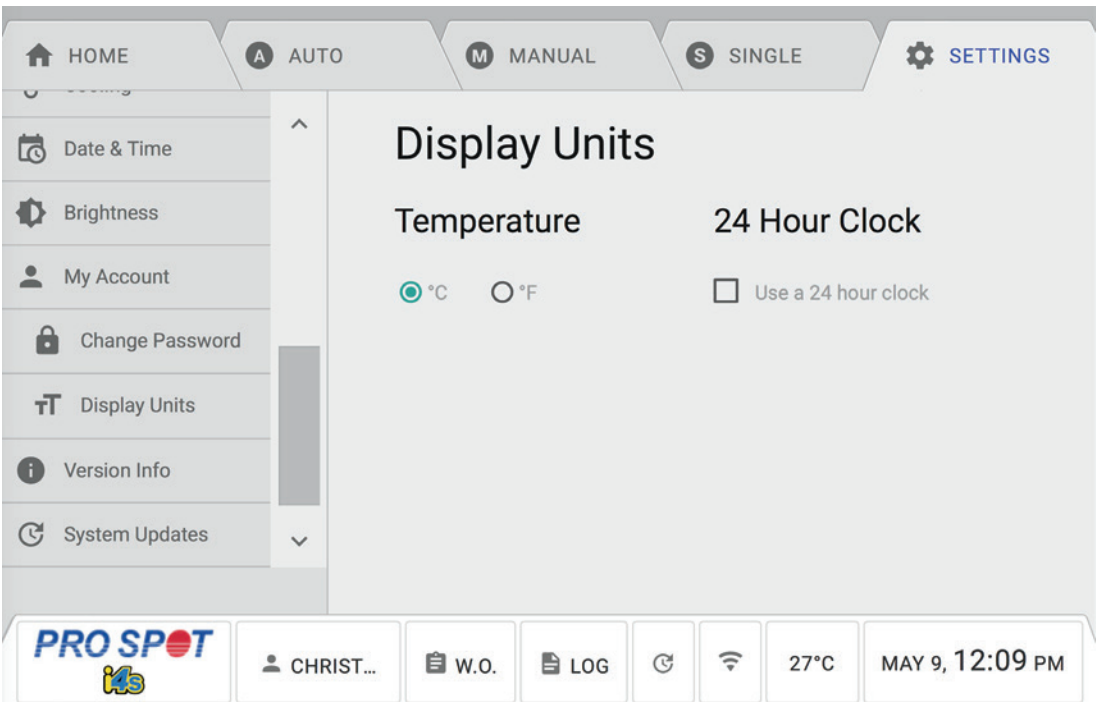 HOME
A AUTO
M MANUAL
S SINGLE
SETTINGS
Date & Time
Brightness
My Account
Change Password
TT Display Units
i Version Info
System Updates
Display Units
Temperature
24 Hour Clock
°C °F
Use a 24 hour clock
PRO SPOT
i4s
CHRIST...
W.O.
LOG
27°C
MAY 9, 12:09 PM